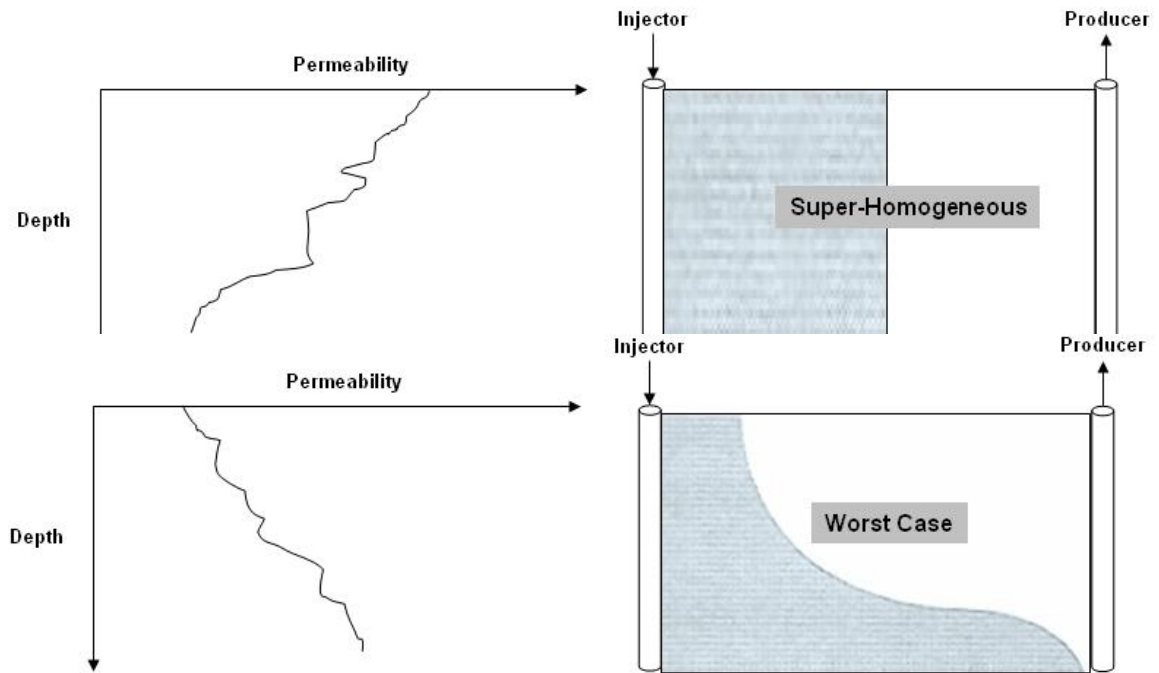 Injector
Producer
Permeability
Depth
Super-Homogeneous
Injector
Producer
Permeability
Depth
Worst Case